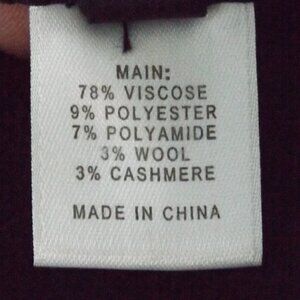 MAIN:
78% VISCOSE
9% POLYESTER
7% POLYAMIDE
3% WOOL
3% CASHMERE
MADE IN CHINA